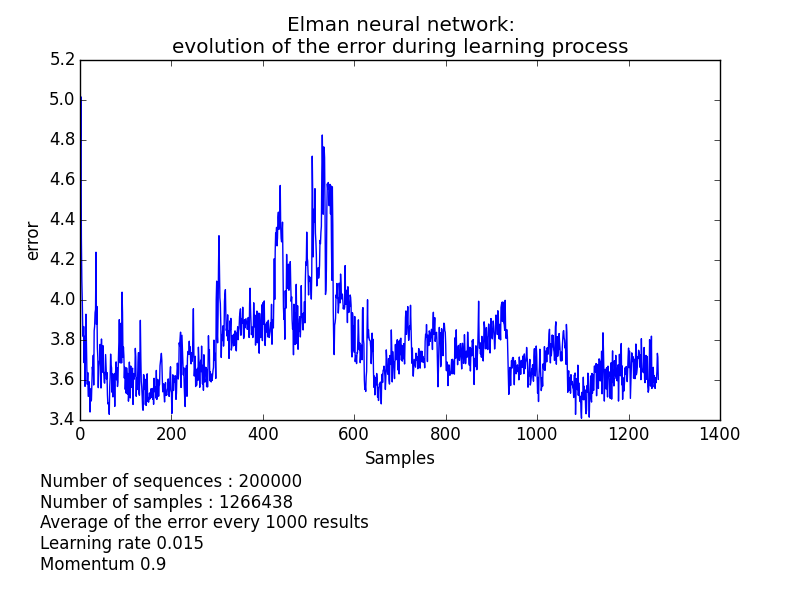 Elman neural network:
evolution of the error during learning process
5.2
5.0
4.8
4.6
4.4
4.2
4.0
3.8
3.6
3.4
error
0 200 400 600 800 1000 1200 1400
Samples
Number of sequences : 200000
Number of samples : 1266438
Average of the error every 1000 results
Learning rate 0.015
Momentum 0.9